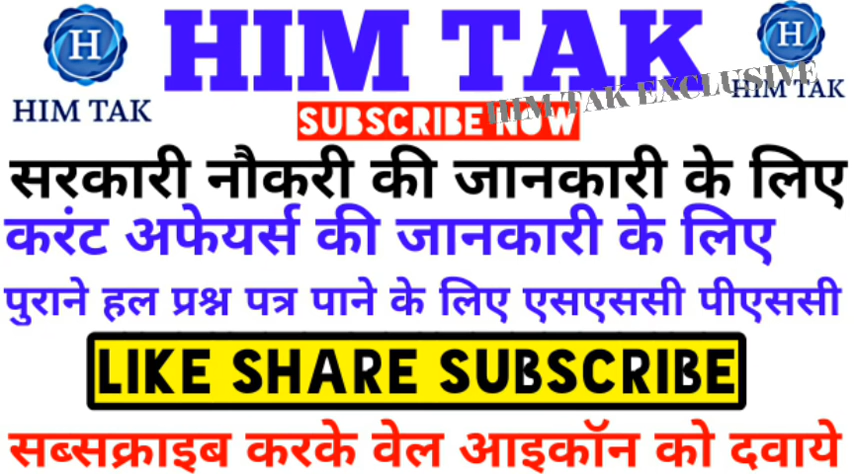 HIM TAK
H
HIM TAK
H
HIM TAK
HIM TAK EXCLUSIVE
SUBSCRIBE NOW
सरकारी नौकरी की जानकारी के लिए
करंट अफेयर्स की जानकारी के लिए
पुराने हल प्रश्न पत्र पाने के लिए एसएससी पीएससी
LIKE SHARE SUBSCRIBE
सब्सक्राइब करके वेल आइकॉन को दवाये